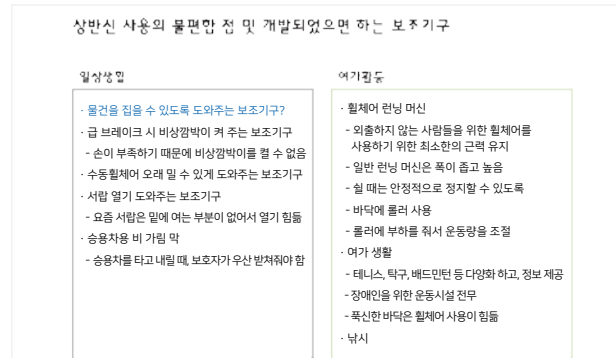 상반신 사용의 불편함 점 및 개발되었으면 하는 보조기구
일상생활
· 물건을 집을 수 있도록 도와주는 보조기구?
· 급 브레이크 시 비상깜박이 켜 주는 보조기구
- 손이 부족하기 때문에 비상깜박이를 켤 수 없음
· 수동휠체어 오래 밀 수 있게 도와주는 보조기구
· 서랍 열기 도와주는 보조기구
- 요즘 서랍은 밑에 여는 부분이 없어서 열기 힘듦
· 승용차용 비 가림 막
- 승용차를 타고 내릴 때, 보호자가 우산 받쳐줘야 함
여가활동
· 휠체어 런닝 머신
- 외출하지 않는 사람들을 위한 휠체어를
사용하기 위한 최소한의 근력 유지
- 일반 런닝 머신은 폭이 좁고 높음
- 쉴 때는 안정적으로 정지할 수 있도록
- 바닥에 롤러 사용
- 롤러에 부하를 줘서 운동량을 조절
· 여가 생활
- 테니스, 탁구, 배드민턴 등 다양화 하고, 정보 제공
- 장애인을 위한 운동시설 전무
- 푹신한 바닥은 휠체어 사용이 힘듦
· 낚시